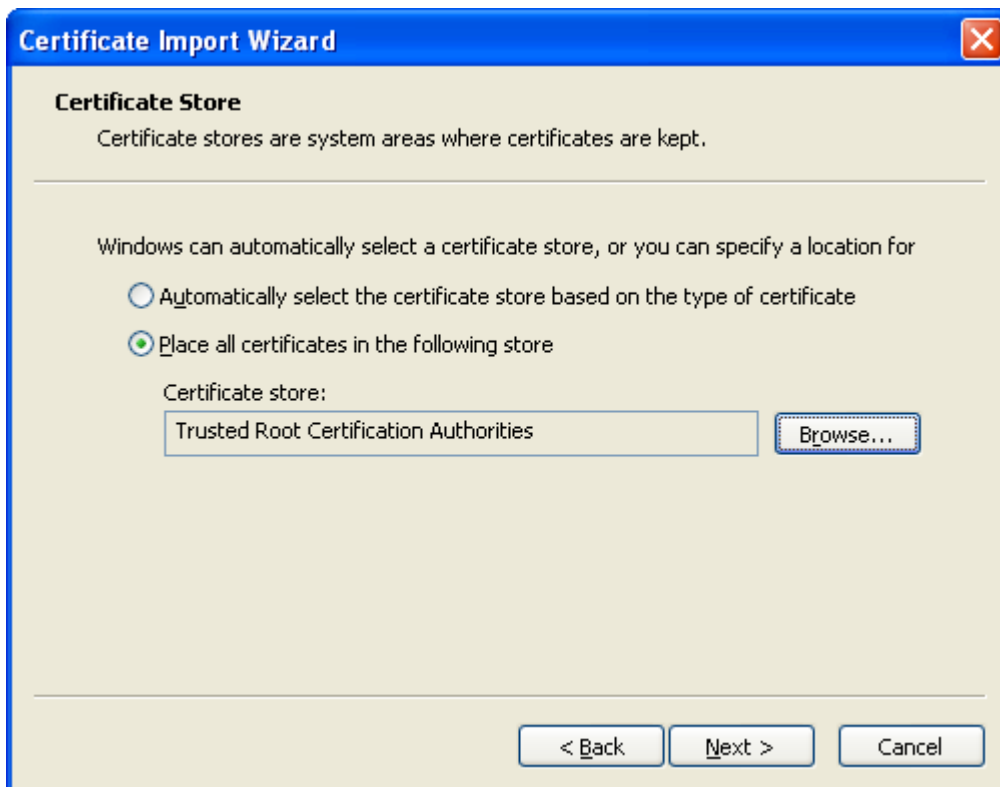 Certificate Import Wizard
Certificate Store
Certificate stores are system areas where certificates are kept.
Windows can automatically select a certificate store, or you can specify a location for
Automatically select the certificate store based on the type of certificate
Place all certificates in the following store
Certificate store:
Trusted Root Certification Authorities
Browse...
< Back
Next >
Cancel